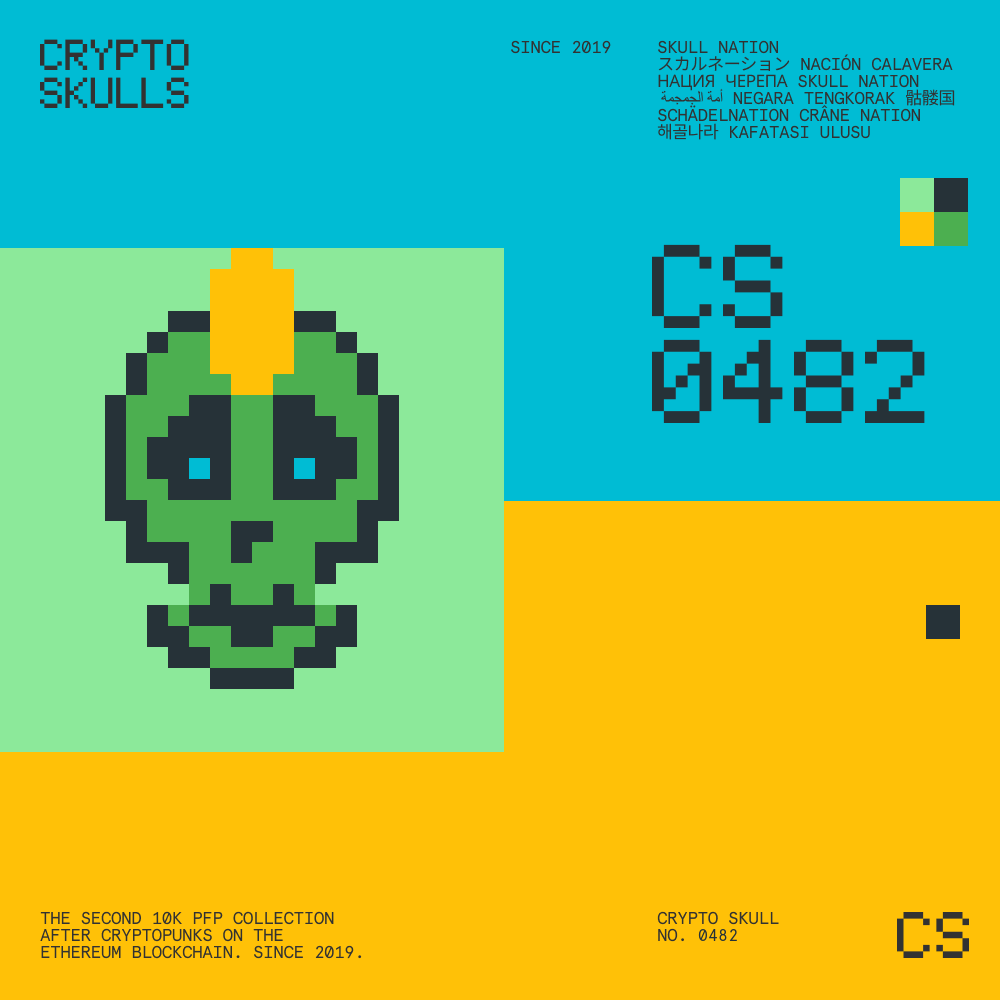 CRYPTO
SKULLS
SINCE 2019
SKULL NATION
スカルネーション NACIÓN CALAVERA
НАЦИЯ ЧЕРЕПА SKULL NATION
أمة الجمجمة NEGARA TENGKORAK 骷髅国
SCHÄDELNATION CRÂNE NATION
해골나라 KAFATASI ULUSU
CS
0482
THE SECOND 10K PFP COLLECTION
AFTER CRYPTOPUNKS ON THE
ETHEREUM BLOCKCHAIN. SINCE 2019.
CRYPTO SKULL
NO. 0482
CS